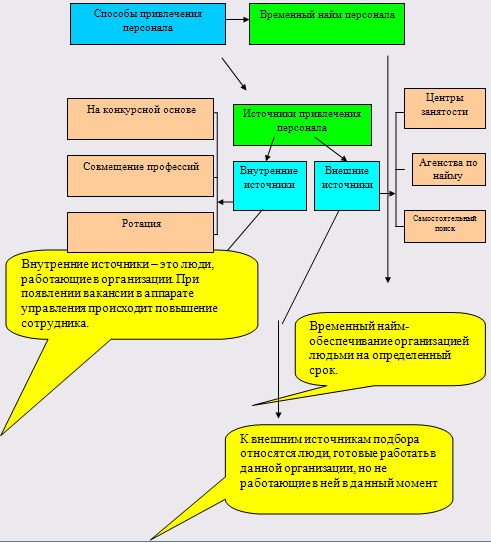 Способы привлечения
персонала
Временный найм персонала
На конкурсной основе
Источники привлечения
персонала
Центры
занятости
Совмещение профессий
Внутренние
источники
Внешние
источники
Агенства по
найму
Ротация
Самостоятельный
поиск
Внутренние источники – это люди,
работающие в организации. При
появлении вакансии в аппарате
управления происходит повышение
сотрудника.
Временный найм-
обеспечивание организацией
людьми на определенный
срок.
К внешним источникам подбора
относятся люди, готовые работать в
данной организации, но не
работающие в ней в данный момент